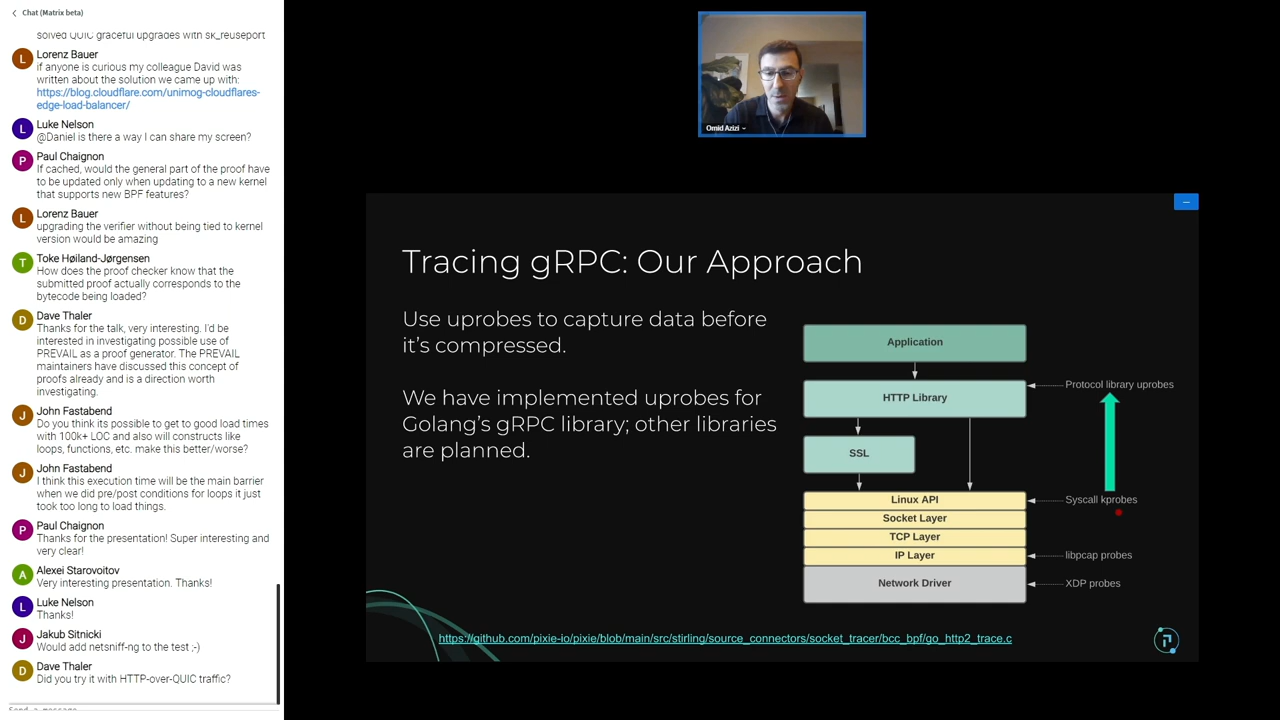 Chat (Matrix beta)
solved QUIC graceful upgrades with sk_reuseport
L
Lorenz Bauer
if anyone is curious my colleague David was
written about the solution we came up with:
https://blog.cloudflare.com/unimog-cloudflares-
edge-load-balancer/
L
Luke Nelson
@Daniel is there a way I can share my screen?
P
Paul Chaignon
If cached, would the general part of the proof have
to be updated only when updating to a new kernel
that supports new BPF features?
L
Lorenz Bauer
upgrading the verifier without being tied to kernel
version would be amazing
T
Toke Høiland-Jørgensen
How does the proof checker know that the
submitted proof actually corresponds to the
bytecode being loaded?
D
Dave Thaler
Thanks for the talk, very interesting. I'd be
interested in investigating possible use of
PREVAIL as a proof generator. The PREVAIL
maintainers have discussed this concept of
proofs already and is a direction worth
investigating.
J
John Fastabend
Do you think its possible to get to good load times
with 100k+ LOC and also will constructs like
loops, functions, etc. make this better/worse?
J
John Fastabend
I think this execution time will be the main barrier
when we did pre/post conditions for loops it just
took too long to load things.
P
Paul Chaignon
Thanks for the presentation! Super interesting and
very clear!
A
Alexei Starovoitov
Very interesting presentation. Thanks!
L
Luke Nelson
Thanks!
J
Jakub Sitnicki
Would add netsniff-ng to the test ;-)
D
Dave Thaler
Did you try it with HTTP-over-QUIC traffic?
Send a message
Omid Azizi
Tracing gRPC: Our Approach
Use uprobes to capture data before
it's compressed.
We have implemented uprobes for
Golang's gRPC library; other libraries
are planned.
Application
HTTP Library
Protocol library uprobes
SSL
Linux API
Syscall kprobes
Socket Layer
TCP Layer
IP Layer
libpcap probes
Network Driver
XDP probes
https://github.com/pixie-io/pixie/blob/main/src/stirling/source_connectors/socket_tracer/bcc_bpf/go_http2_trace.c